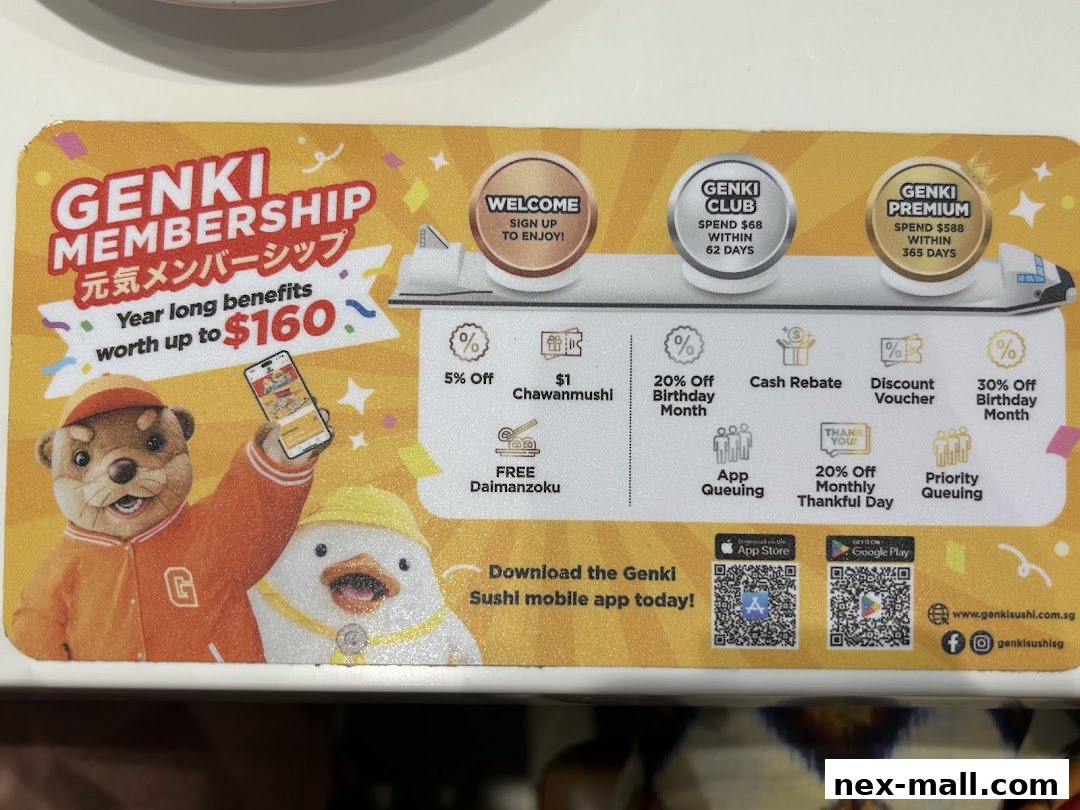 GENKI
MEMBERSHIP
元気メンバーシップ
Year long benefits
worth up to $160
WELCOME
SIGN UP
TO ENJOY!
GENKI
CLUB
SPEND $68
WITHIN
62 DAYS
GENKI
PREMIUM
SPEND $588
WITHIN
365 DAYS
5% Off
$1
Chawanmushi
FREE
Daimanzoku
20% Off
Birthday
Month
Cash Rebate
Discount
Voucher
30% Off
Birthday
Month
App
Queuing
THANK
YOU!
20% Off
Monthly
Thankful Day
Priority
Queuing
G
Download the Genki
Sushi mobile app today!
Download on the
App Store
GET IT ON
Google Play
www.genkisushi.com.sg
genkisushisg
nex-mall.com